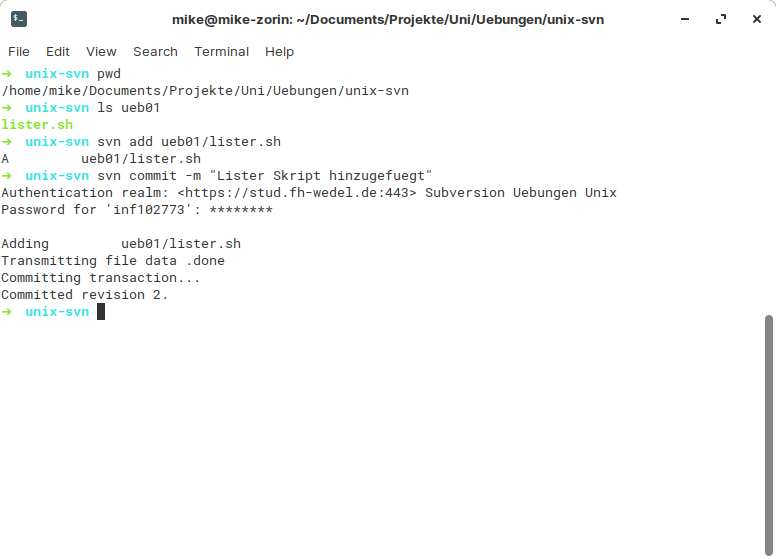 mike@mike-zorin: ~/Documents/Projekte/Uni/Uebungen/unix-svn
File Edit View Search Terminal Help
→ unix-svn pwd
/home/mike/Documents/Projekte/Uni/Uebungen/unix-svn
→ unix-svn ls ueb01
lister.sh
→ unix-svn svn add ueb01/lister.sh
A         ueb01/lister.sh
→ unix-svn svn commit -m "Lister Skript hinzugefuegt"
Authentication realm: <https://stud.fh-wedel.de:443> Subversion Uebungen Unix
Password for 'inf102773': ********
Adding         ueb01/lister.sh
Transmitting file data .done
Committing transaction...
Committed revision 2.
→ unix-svn